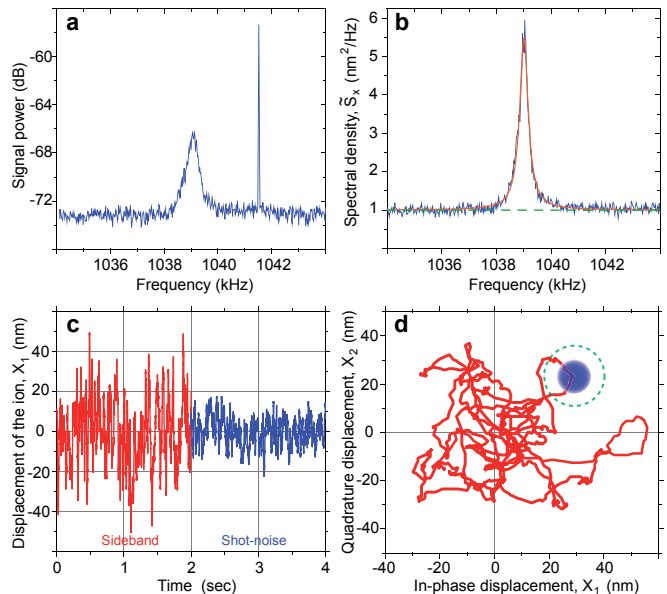 a
Signal power (dB)
-60
-64
-68
-72
1036
1038
1040
1042
Frequency (kHz)
b
Spectral density, S̃ₓ (nm²/Hz)
6
5
4
3
2
1
1036
1038
1040
1042
Frequency (kHz)
c
Displacement of the ion, X₁ (nm)
40
20
0
-20
-40
Sideband
Shot-noise
0
1
2
3
4
Time (sec)
d
Quadrature displacement, X₂ (nm)
40
20
0
-20
-40
-40
-20
0
20
40
60
In-phase displacement, X₁ (nm)